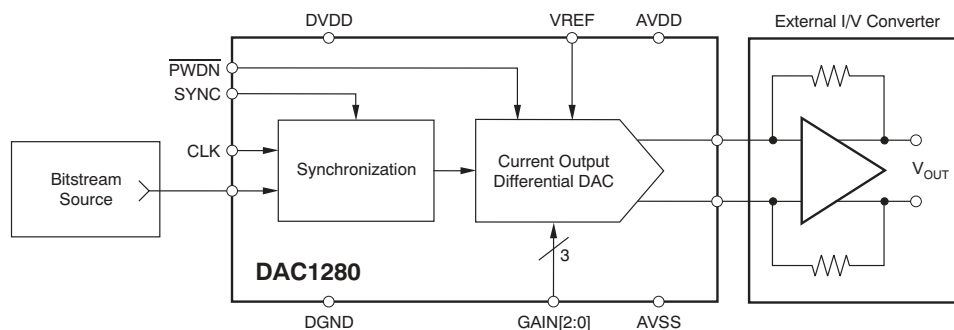 DVDD
VREF
AVDD
External I/V Converter
PWDN
SYNC
CLK
Bitstream
Source
Synchronization
Current Output
Differential DAC
VOUT
3
DAC1280
DGND
GAIN[2:0]
AVSS